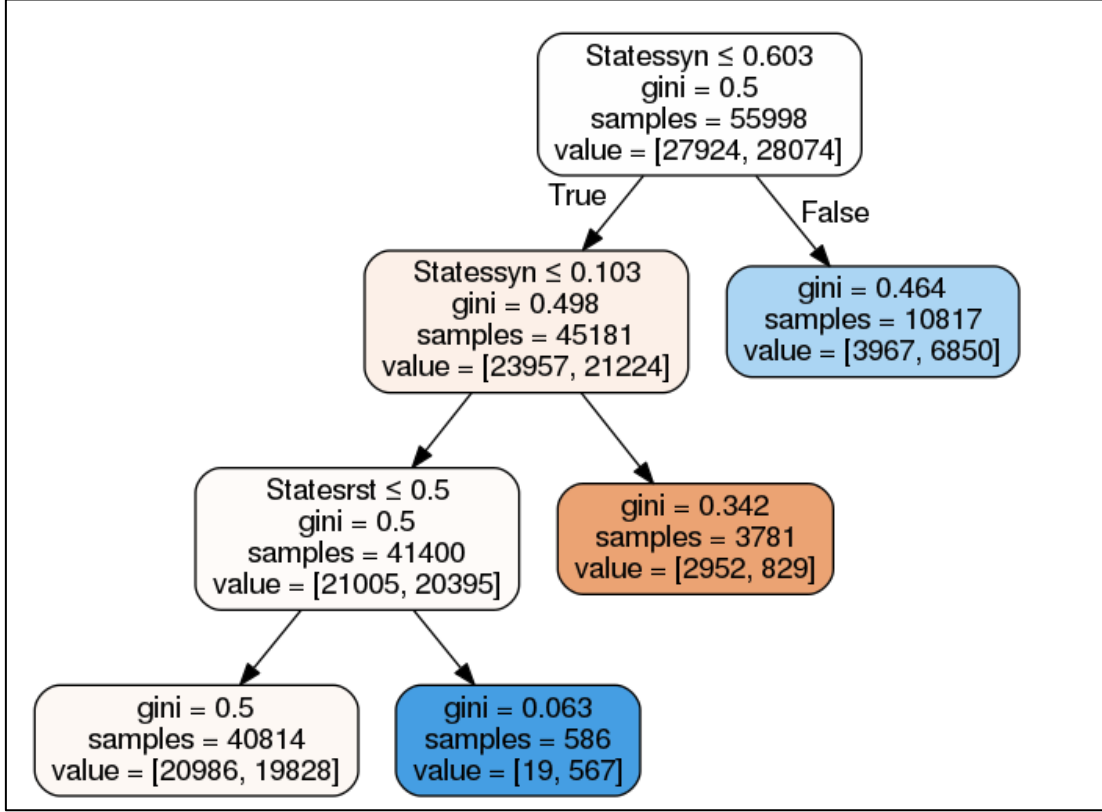 Statessyn ≤ 0.603
gini = 0.5
samples = 55998
value = [27924, 28074]
True
False
Statessyn ≤ 0.103
gini = 0.498
samples = 45181
value = [23957, 21224]
gini = 0.464
samples = 10817
value = [3967, 6850]
Statesrst ≤ 0.5
gini = 0.5
samples = 41400
value = [21005, 20395]
gini = 0.342
samples = 3781
value = [2952, 829]
gini = 0.5
samples = 40814
value = [20986, 19828]
gini = 0.063
samples = 586
value = [19, 567]